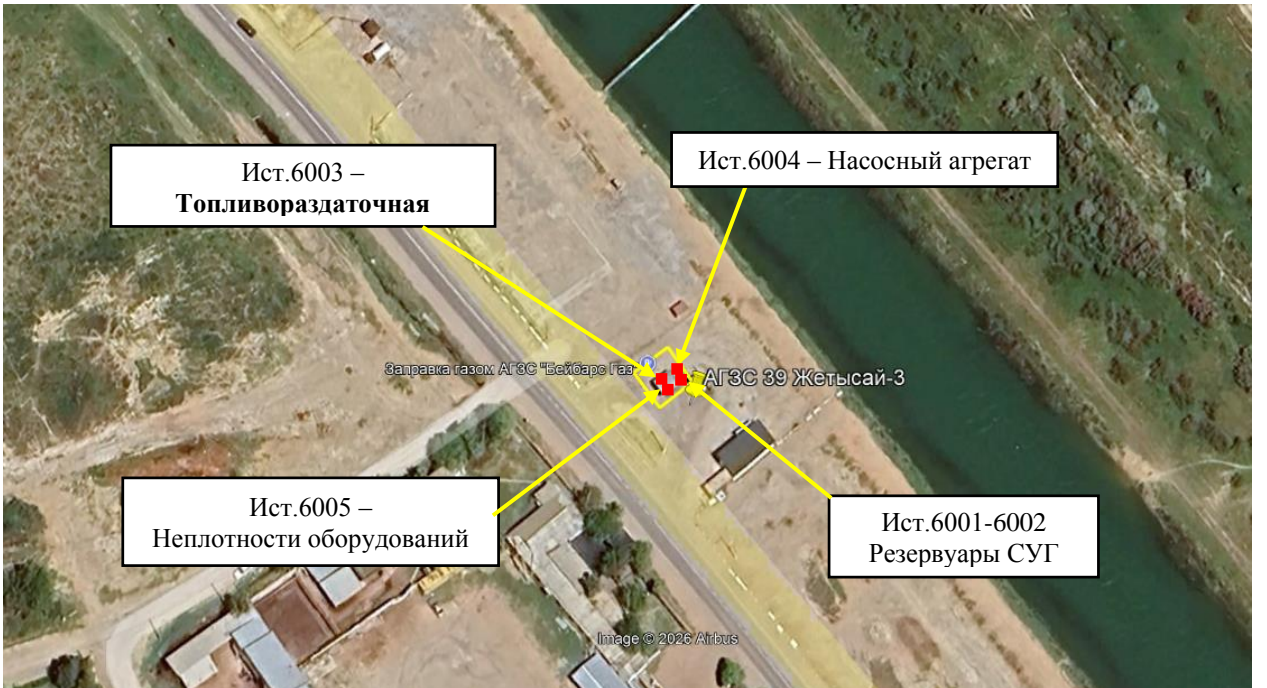 Ист.6004 – Насосный агрегат
Ист.6003 –
Топливораздаточная
Заправка газом АГЗС "Бейбарс Газ"
АГЗС 39 Жетысай-3
Ист.6005 –
Неплотности оборудований
Ист.6001-6002
Резервуары СУГ
Image © 2026 Airbus